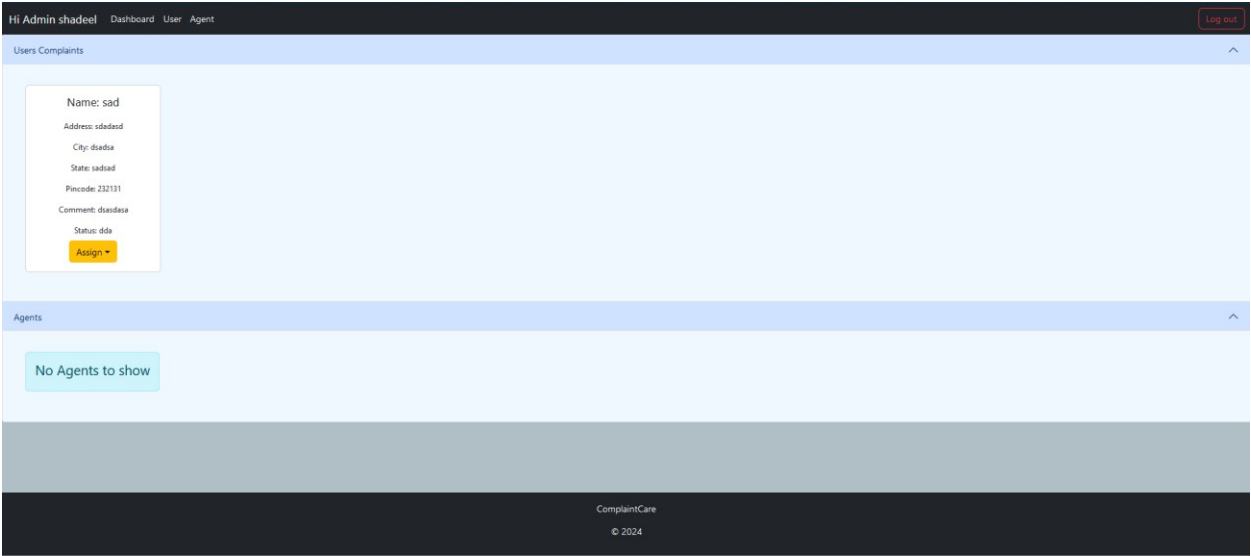 Hi Admin shadeel Dashboard User Agent Log out
Users Complaints
Name: sad
Address: sdadasd
City: dsadsa
State: sadsad
Pincode: 232131
Comment: dsasdasa
Status: dda
Assign
Agents
No Agents to show
ComplaintCare
© 2024